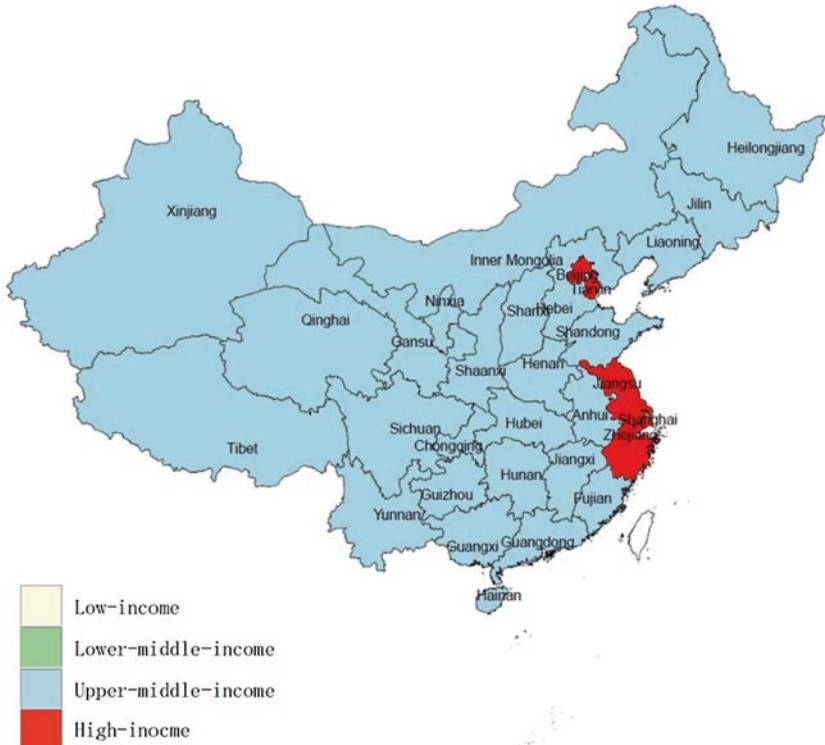 Heilongjiang
Xinjiang
Jilin
Liaoning
Inner Mongolia
Beijing
Tianxin
Ninxia
Shanxi
Hebei
Qinghai
Shandong
Gansu
Henan
Shaanxi
Jiangsu
Anhui
Shanghai
Hubei
Sichuan
Zhejiang
Chongqing
Tibet
Jiangxi
Hunan
Guizhou
Fujian
Yunnan
Guangdong
Guangxi
Hainan
Low-income
Lower-middle-income
Upper-middle-income
High-inocme